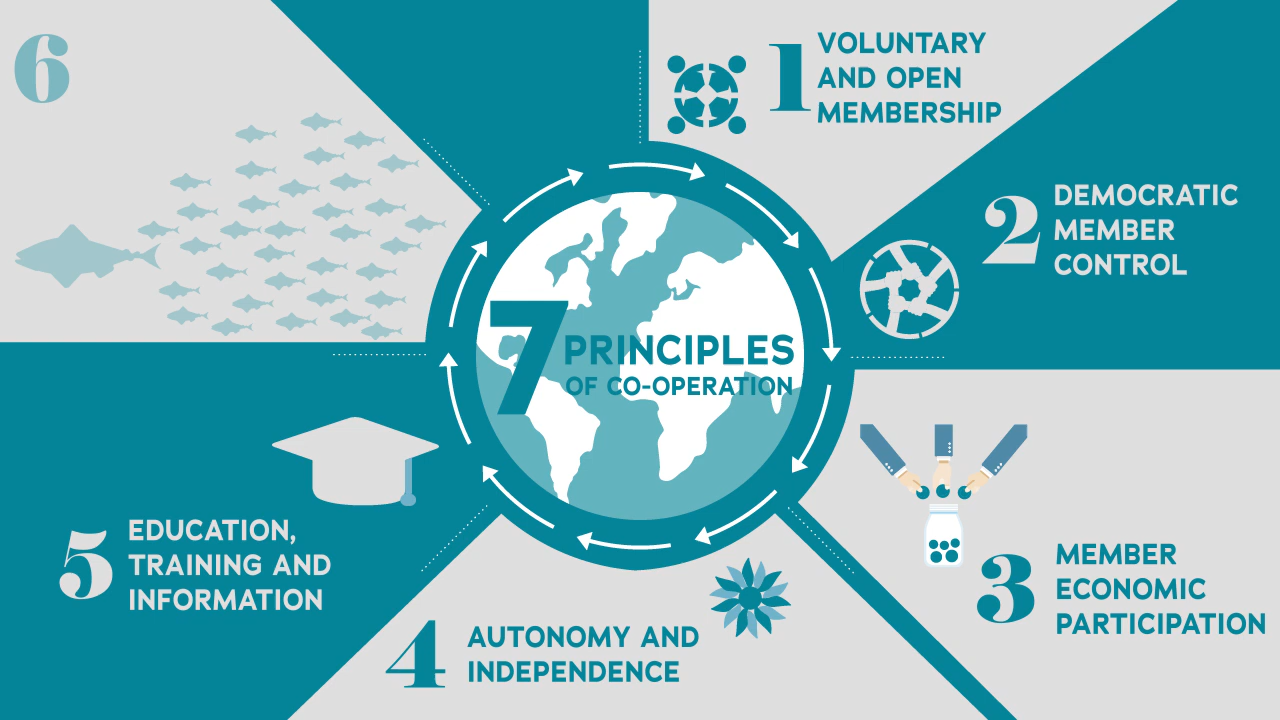 7
PRINCIPLES
OF CO-OPERATION
1
VOLUNTARY
AND OPEN
MEMBERSHIP
2
DEMOCRATIC
MEMBER
CONTROL
3
MEMBER
ECONOMIC
PARTICIPATION
4
AUTONOMY AND
INDEPENDENCE
5
EDUCATION,
TRAINING AND
INFORMATION
6